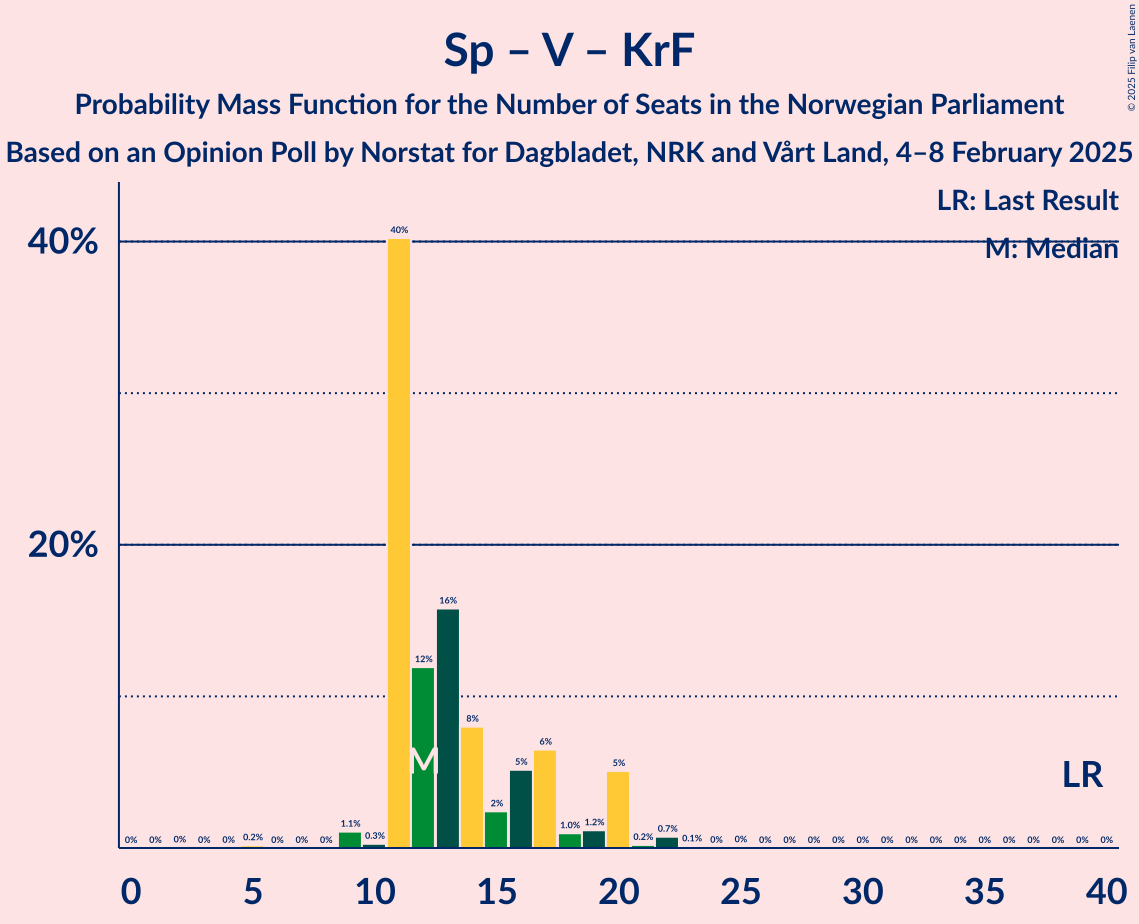 Sp – V – KrF
Probability Mass Function for the Number of Seats in the Norwegian Parliament
Based on an Opinion Poll by Norstat for Dagbladet, NRK and Vårt Land, 4–8 February 2025
© 2025 Filip van Laenen
LR: Last Result
M: Median
40%
20%
0% 0% 0% 0% 0% 0.2% 0% 0% 0% 1.1% 0.3% 40% 12% 16% 8% 2% 5% 6% 1.0% 1.2% 5% 0.2% 0.7% 0.1% 0% 0% 0% 0% 0% 0% 0% 0% 0% 0% 0% 0% 0% 0% 0% 0% 0%
M
LR
0 5 10 15 20 25 30 35 40